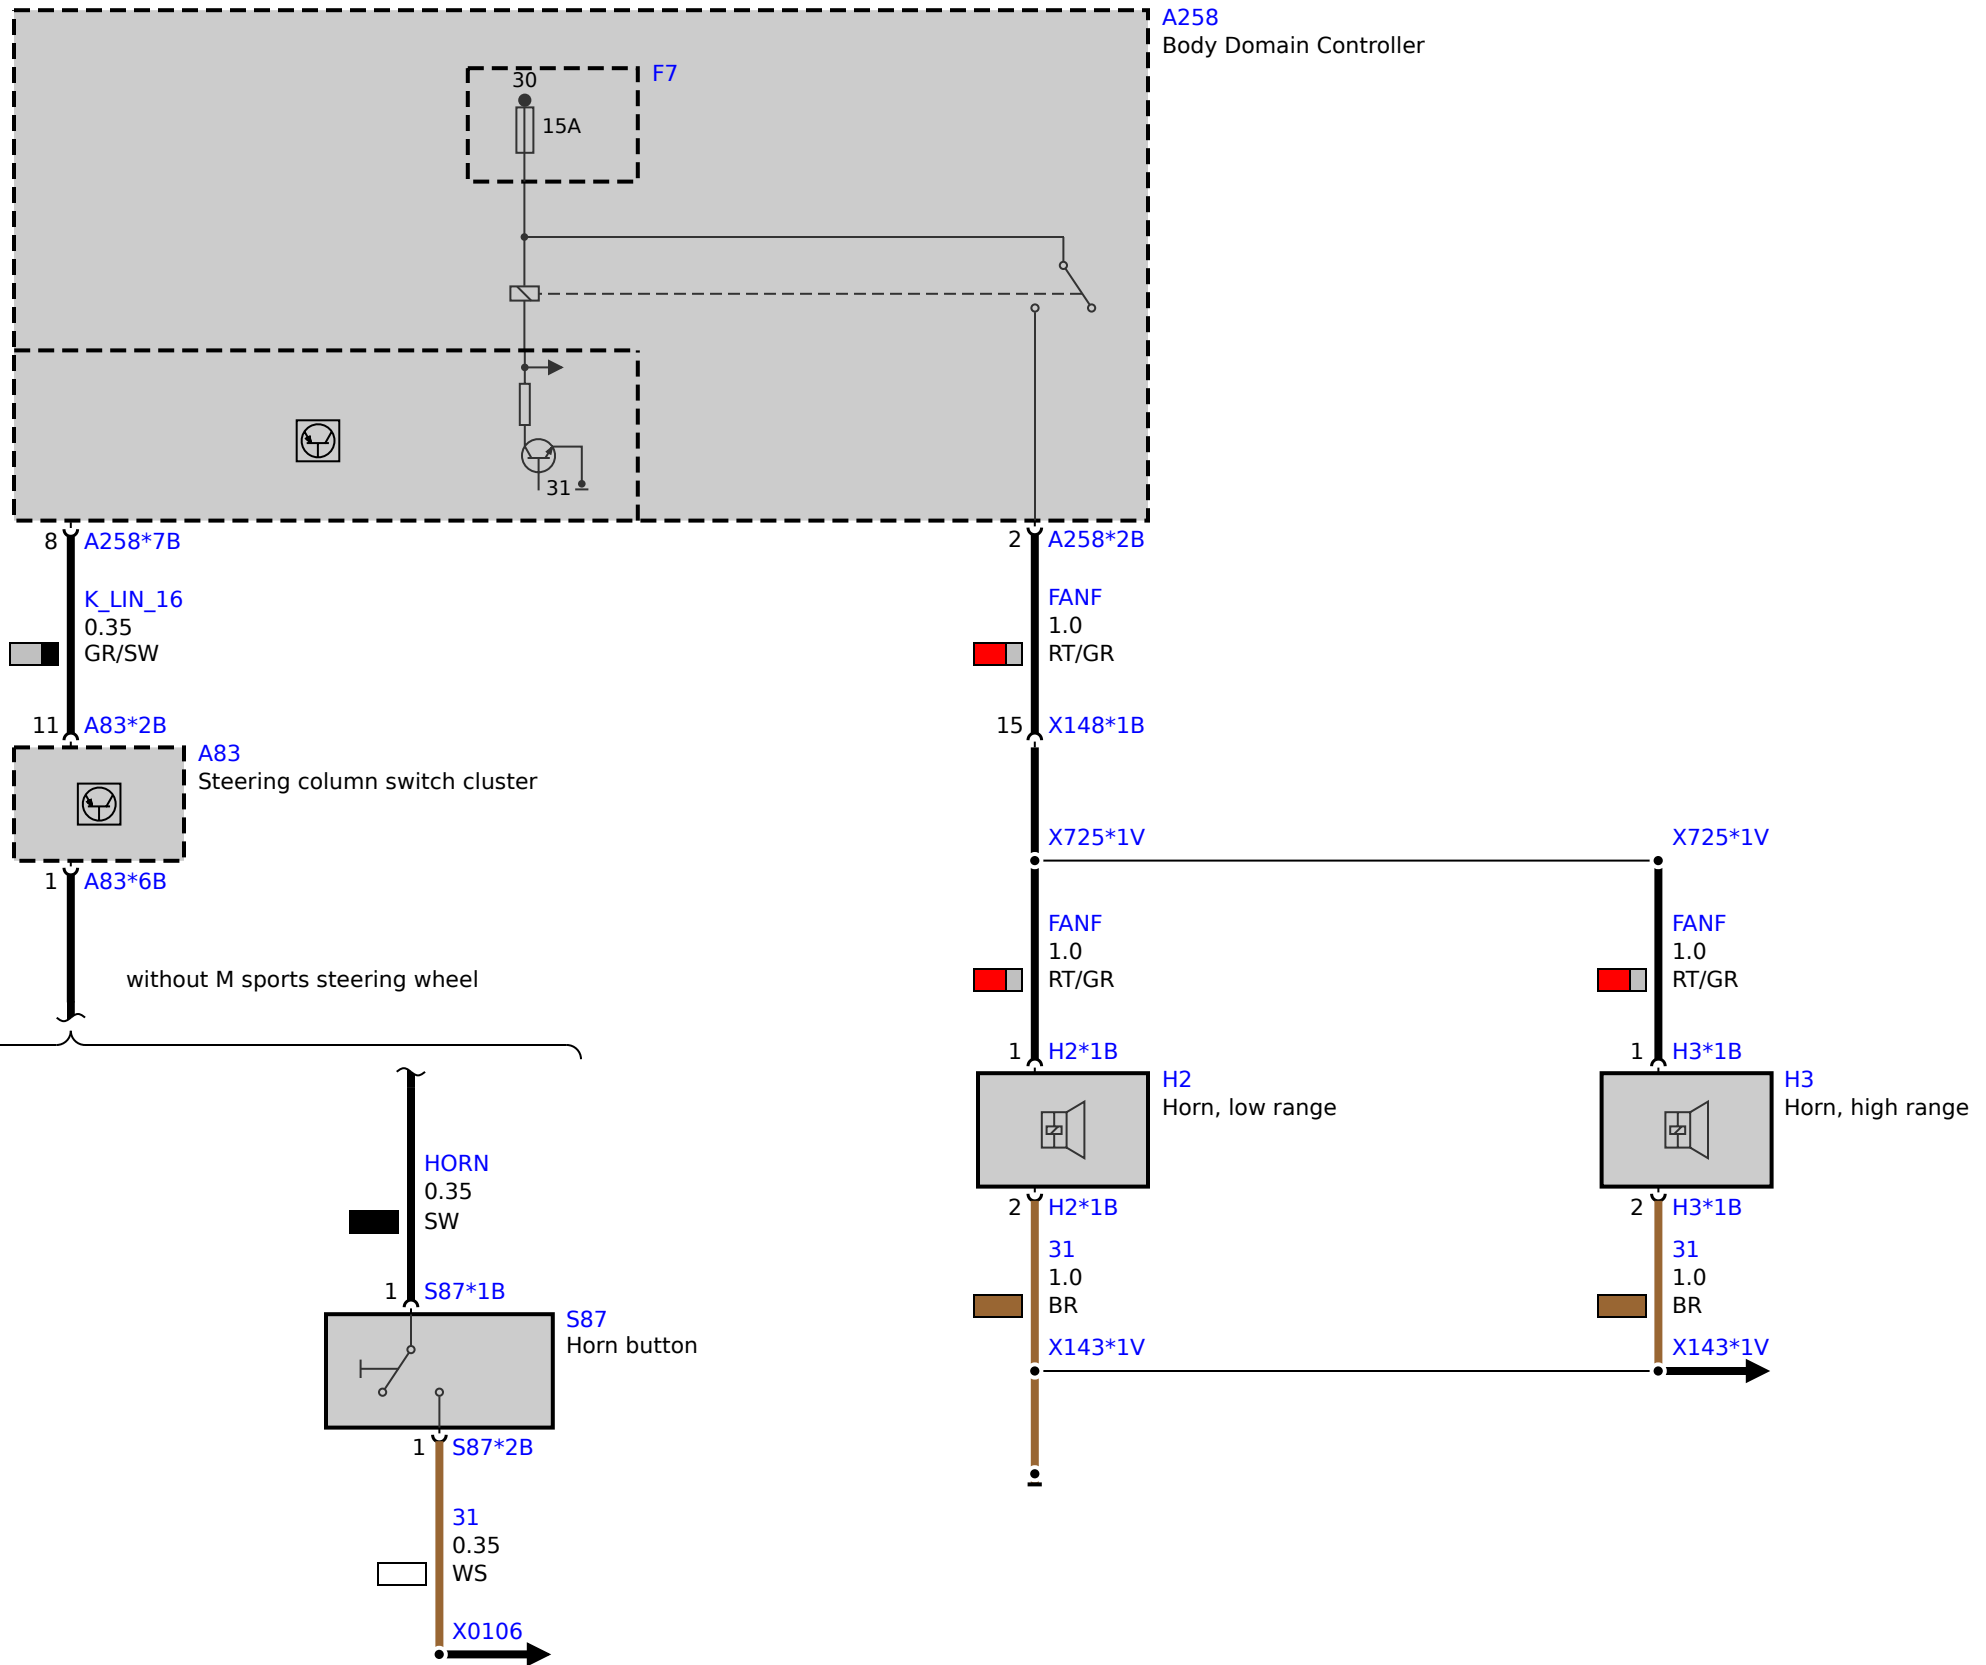 A258
Body Domain Controller
30
F7
15A
31
8 A258*7B
2 A258*2B
K_LIN_16
0.35
GR/SW
FANF
1.0
RT/GR
11 A83*2B
15 X148*1B
A83
Steering column switch cluster
X725*1V
X725*1V
1 A83*6B
FANF
1.0
RT/GR
FANF
1.0
RT/GR
without M sports steering wheel
1 H2*1B
1 H3*1B
H2
Horn, low range
H3
Horn, high range
HORN
0.35
SW
2 H2*1B
2 H3*1B
31
1.0
BR
31
1.0
BR
1 S87*1B
S87
Horn button
X143*1V
X143*1V
1 S87*2B
31
0.35
WS
X0106